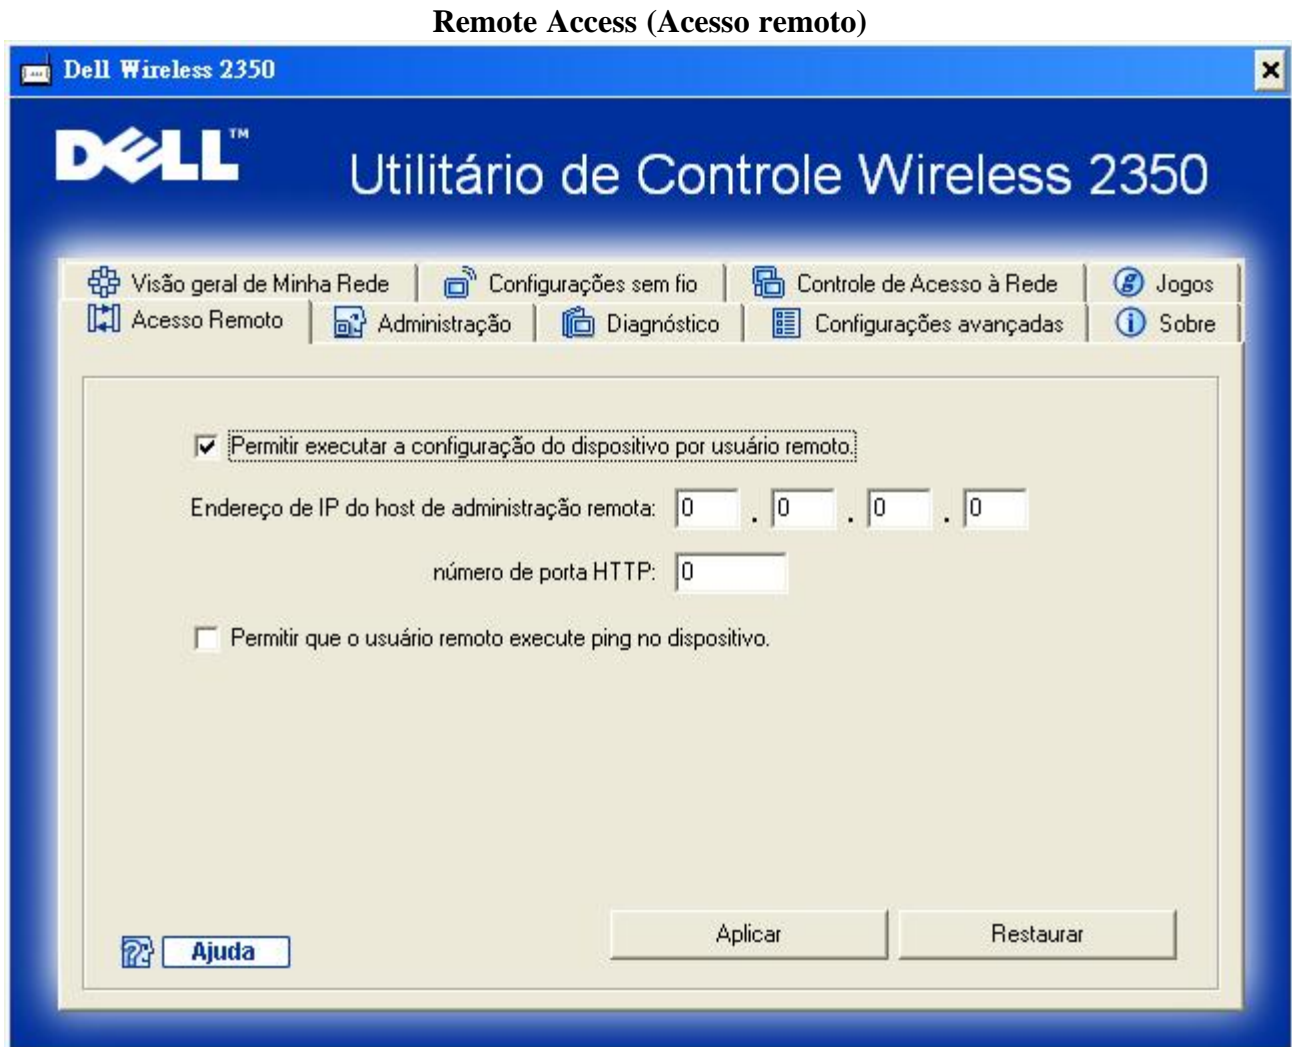 Remote Access (Acesso remoto)
Dell Wireless 2350
DELL™
Utilitário de Controle Wireless 2350
Visão geral de Minha Rede
Configurações sem fio
Controle de Acesso à Rede
Jogos
Acesso Remoto
Administração
Diagnóstico
Configurações avançadas
Sobre
Permitir executar a configuração do dispositivo por usuário remoto.
Endereço de IP do host de administração remota: 0 . 0 . 0 . 0
número de porta HTTP: 0
Permitir que o usuário remoto execute ping no dispositivo.
Ajuda
Aplicar
Restaurar